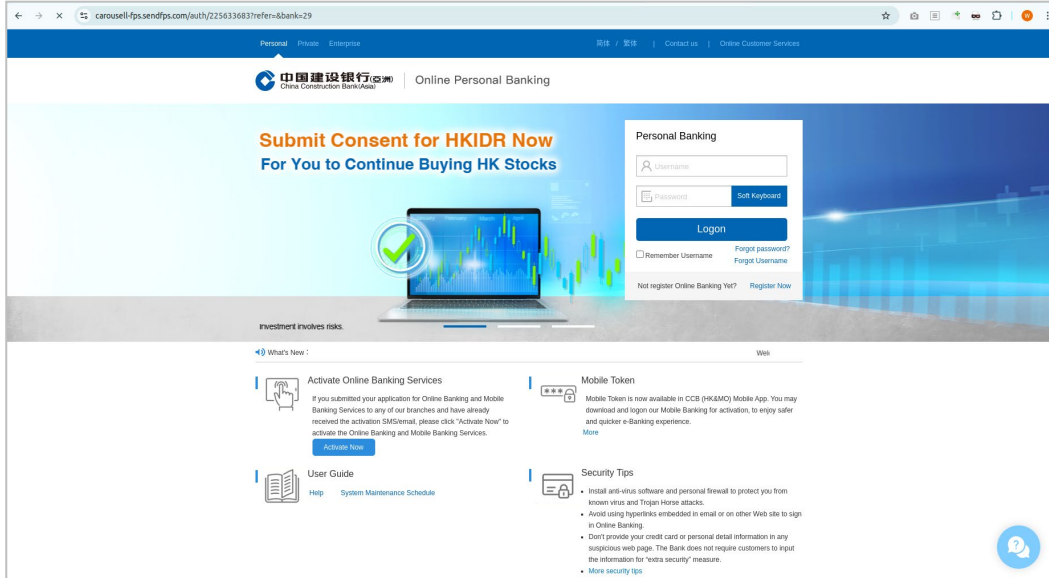 carousell-fps.sendfps.com/auth/225633683?refer=&bank=29
W
Personal Private Enterprise 简体 / 繁体 | Contact us | Online Customer Services
中国建设银行(亞洲) Online Personal Banking
China Construction Bank(Asia)
Submit Consent for HKIDR Now
For You to Continue Buying HK Stocks
January February March April
Personal Banking
Username
Password Soft Keyboard
Logon
Remember Username Forgot password?
Forgot Username
Not register Online Banking Yet? Register Now
Investment involves risks.
What's New :
Wel
Activate Online Banking Services
If you submitted your application for Online Banking and Mobile
Banking Services to any of our branches and have already
received the activation SMS/email, please click "Activate Now" to
activate the Online Banking and Mobile Banking Services.
Activate Now
Mobile Token
Mobile Token is now available in CCB (HK&MO) Mobile App. You may
download and logon our Mobile Banking for activation, to enjoy safer
and quicker e-Banking experience.
More
User Guide
Help System Maintenance Schedule
Security Tips
• Install anti-virus software and personal firewall to protect you from
known virus and Trojan Horse attacks.
• Avoid using hyperlinks embedded in email or on other Web site to sign
in Online Banking.
• Don't provide your credit card or personal detail information in any
suspicious web page. The Bank does not require customers to input
the information for "extra security" measure.
• More security tips